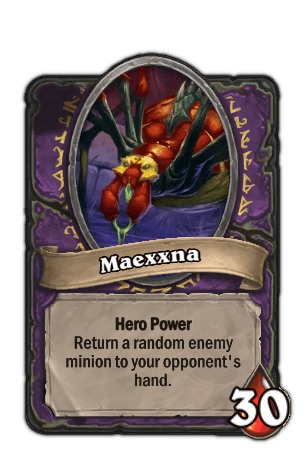 Maexxna
Hero Power
Return a random enemy
minion to your opponent's
hand.
30